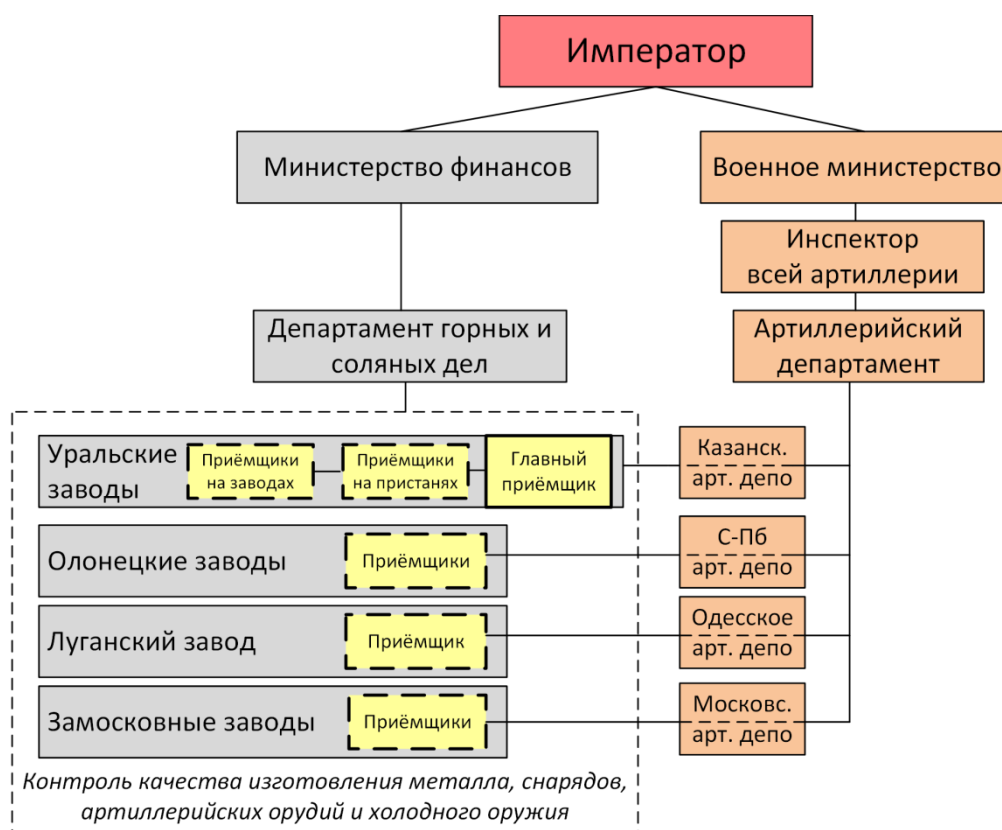 Император
Министерство финансов
Военное министерство
Инспектор
всей артиллерии
Департамент горных и
соляных дел
Артиллерийский
департамент
Уральские
заводы
Приёмщики
на заводах
Приёмщики
на пристанях
Главный
приёмщик
Казанск.
арт. депо
Олонецкие заводы
Приёмщики
С-Пб
арт. депо
Луганский завод
Приёмщик
Одесское
арт. депо
Замосковные заводы
Приёмщики
Московс.
арт. депо
Контроль качества изготовления металла, снарядов,
артиллерийских орудий и холодного оружия